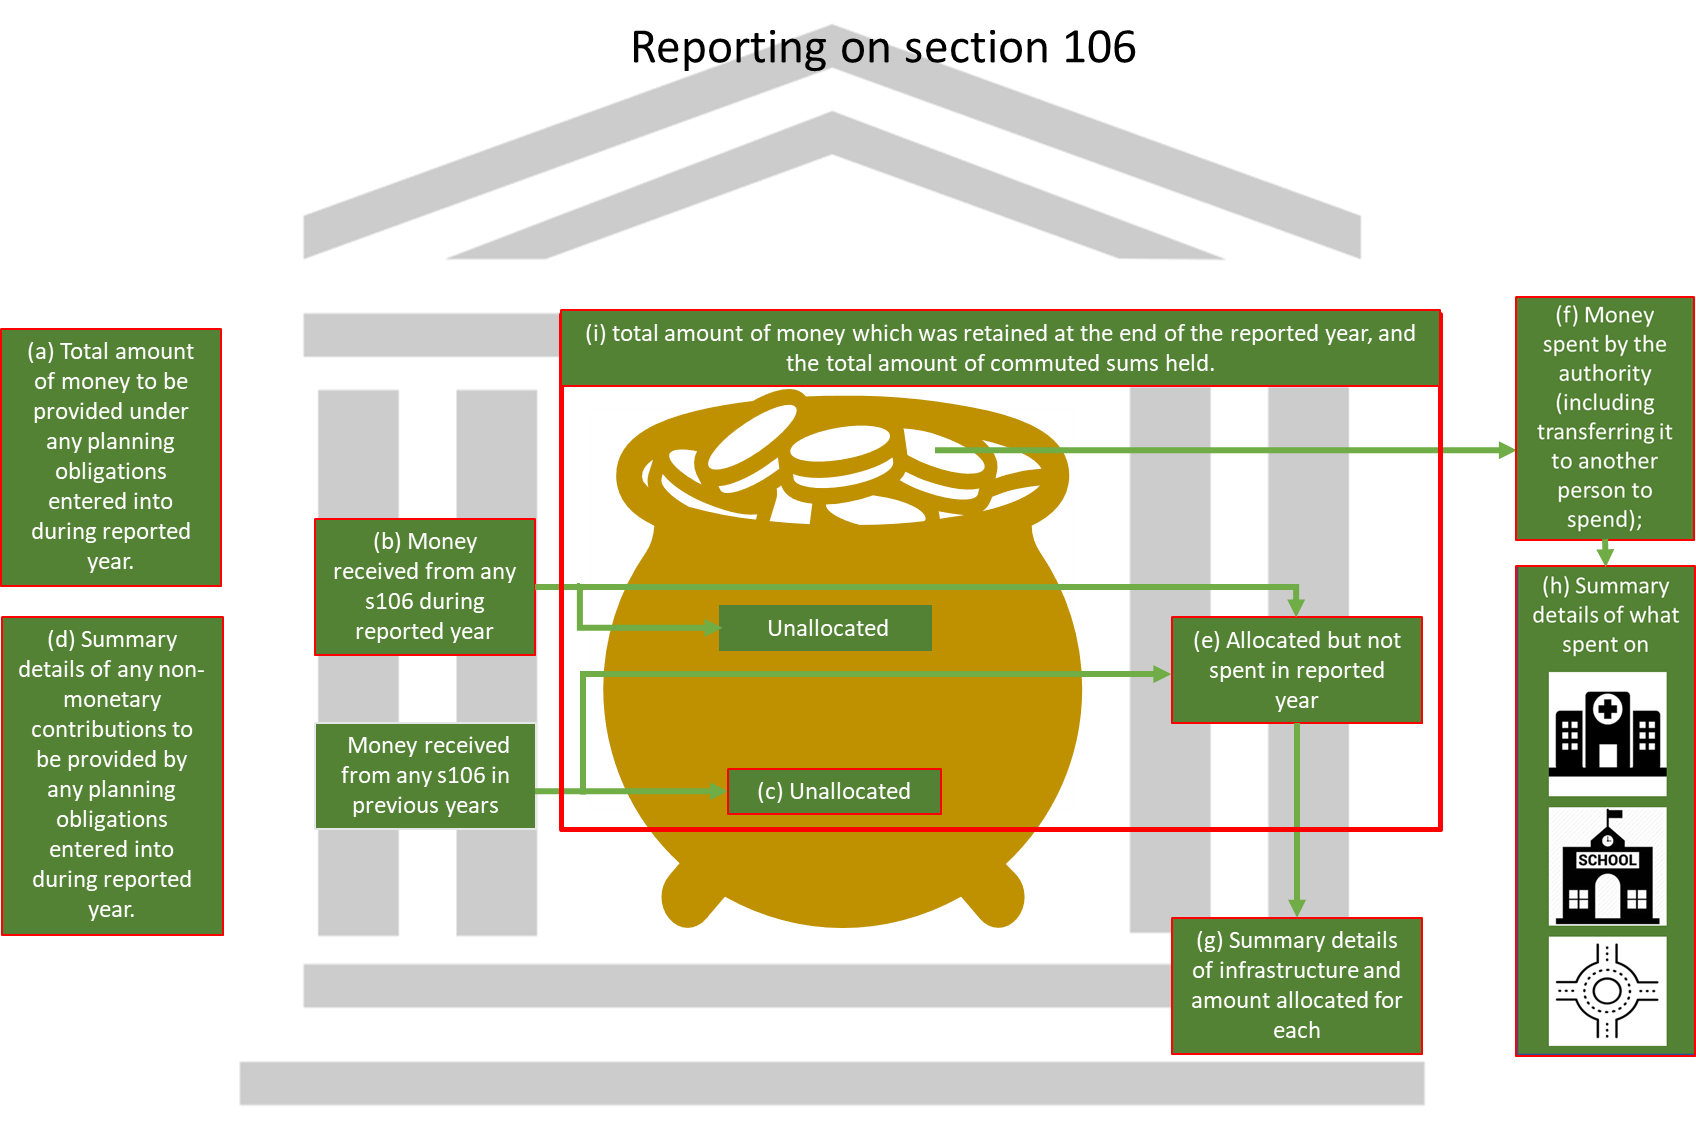 Reporting on section 106
(i) total amount of money which was retained at the end of the reported year, and
the total amount of commuted sums held.
(a) Total amount
of money to be
provided under
any planning
obligations
entered into
during reported
year.
(d) Summary
details of any non-
monetary
contributions to
be provided by
any planning
obligations
entered into
during reported
year.
(b) Money
received from any
s106 during
reported year
Money received
from any s106 in
previous years
Unallocated
(c) Unallocated
(e) Allocated but not
spent in reported
year
(g) Summary details
of infrastructure and
amount allocated for
each
(f) Money
spent by the
authority
(including
transferring it
to another
person to
spend);
(h) Summary
details of what
spent on
SCHOOL